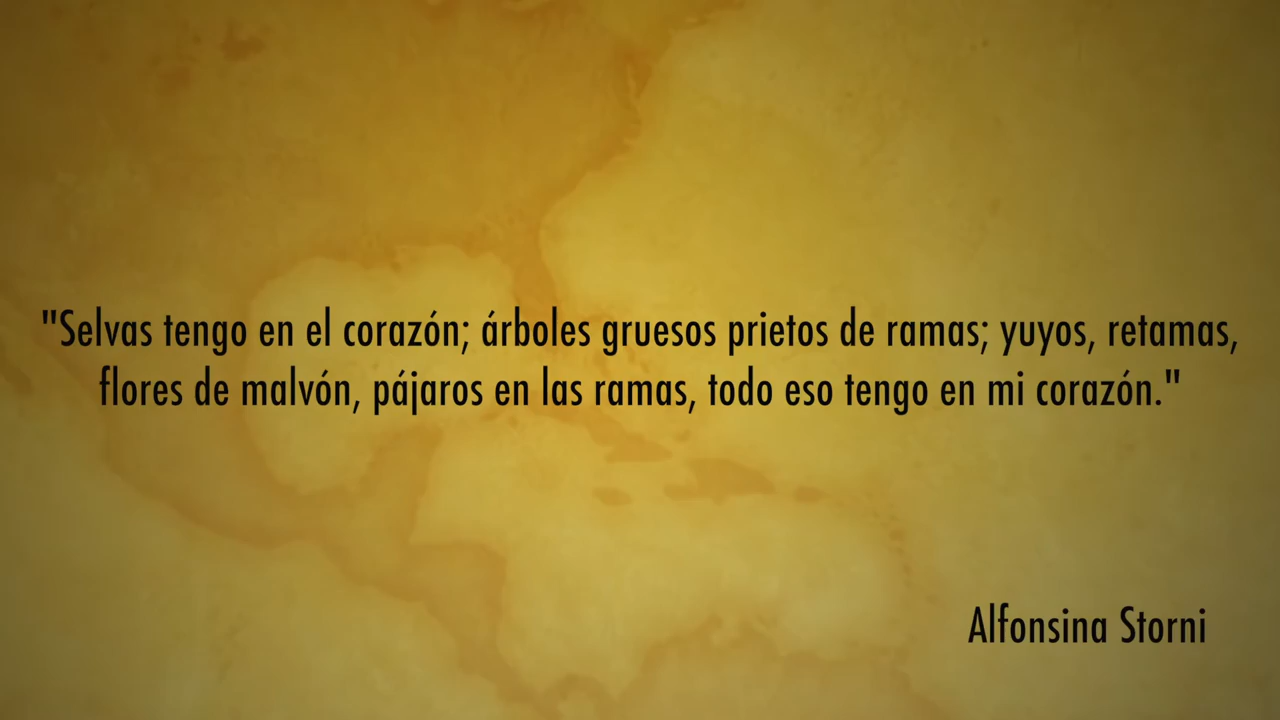 "Selvas tengo en el corazón; árboles gruesos prietos de ramas; yuyos, retamas,
flores de malvón, pájaros en las ramas, todo eso tengo en mi corazón."
Alfonsina Storni